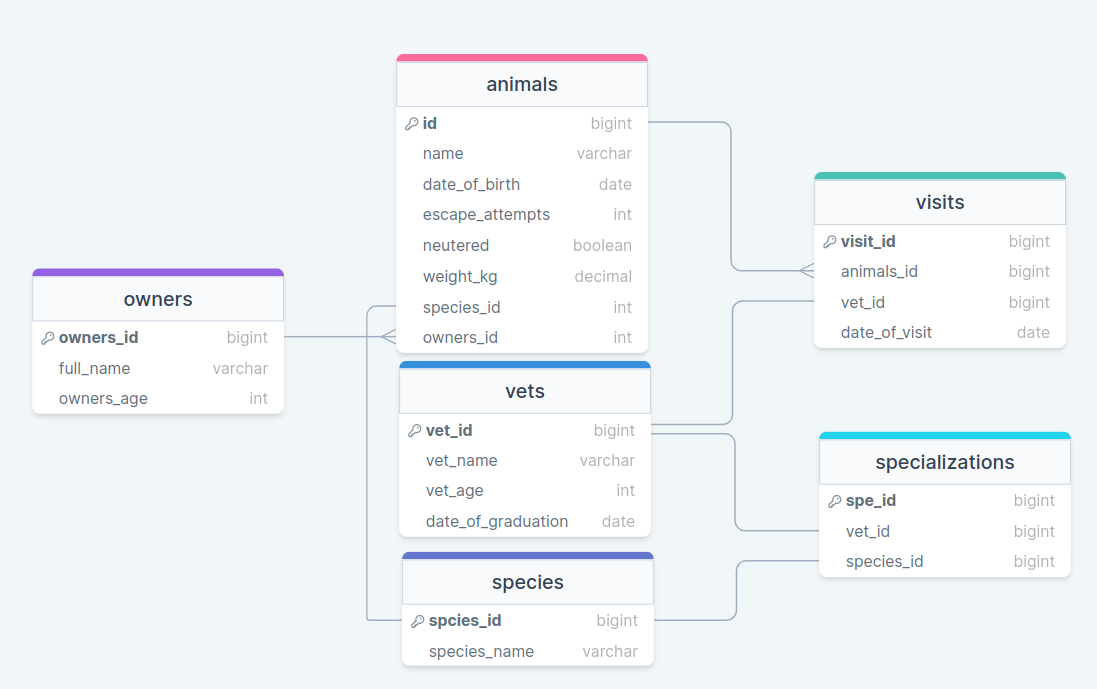 animals
id bigint
name varchar
date_of_birth date
escape_attempts int
neutered boolean
weight_kg decimal
species_id int
owners_id int
visits
visit_id bigint
animals_id bigint
vet_id bigint
date_of_visit date
owners
owners_id bigint
full_name varchar
owners_age int
vets
vet_id bigint
vet_name varchar
vet_age int
date_of_graduation date
specializations
spe_id bigint
vet_id bigint
species_id bigint
species
spcies_id bigint
species_name varchar